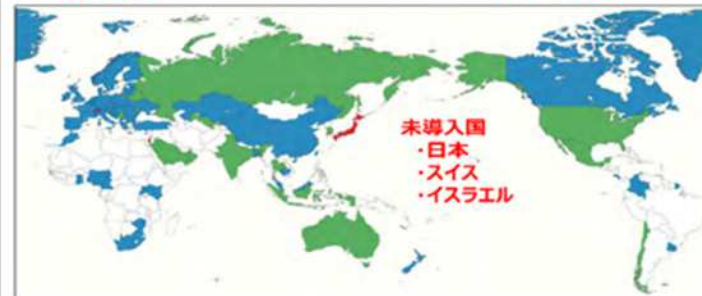 未導入国
・日本
・スイス
・イスラエル